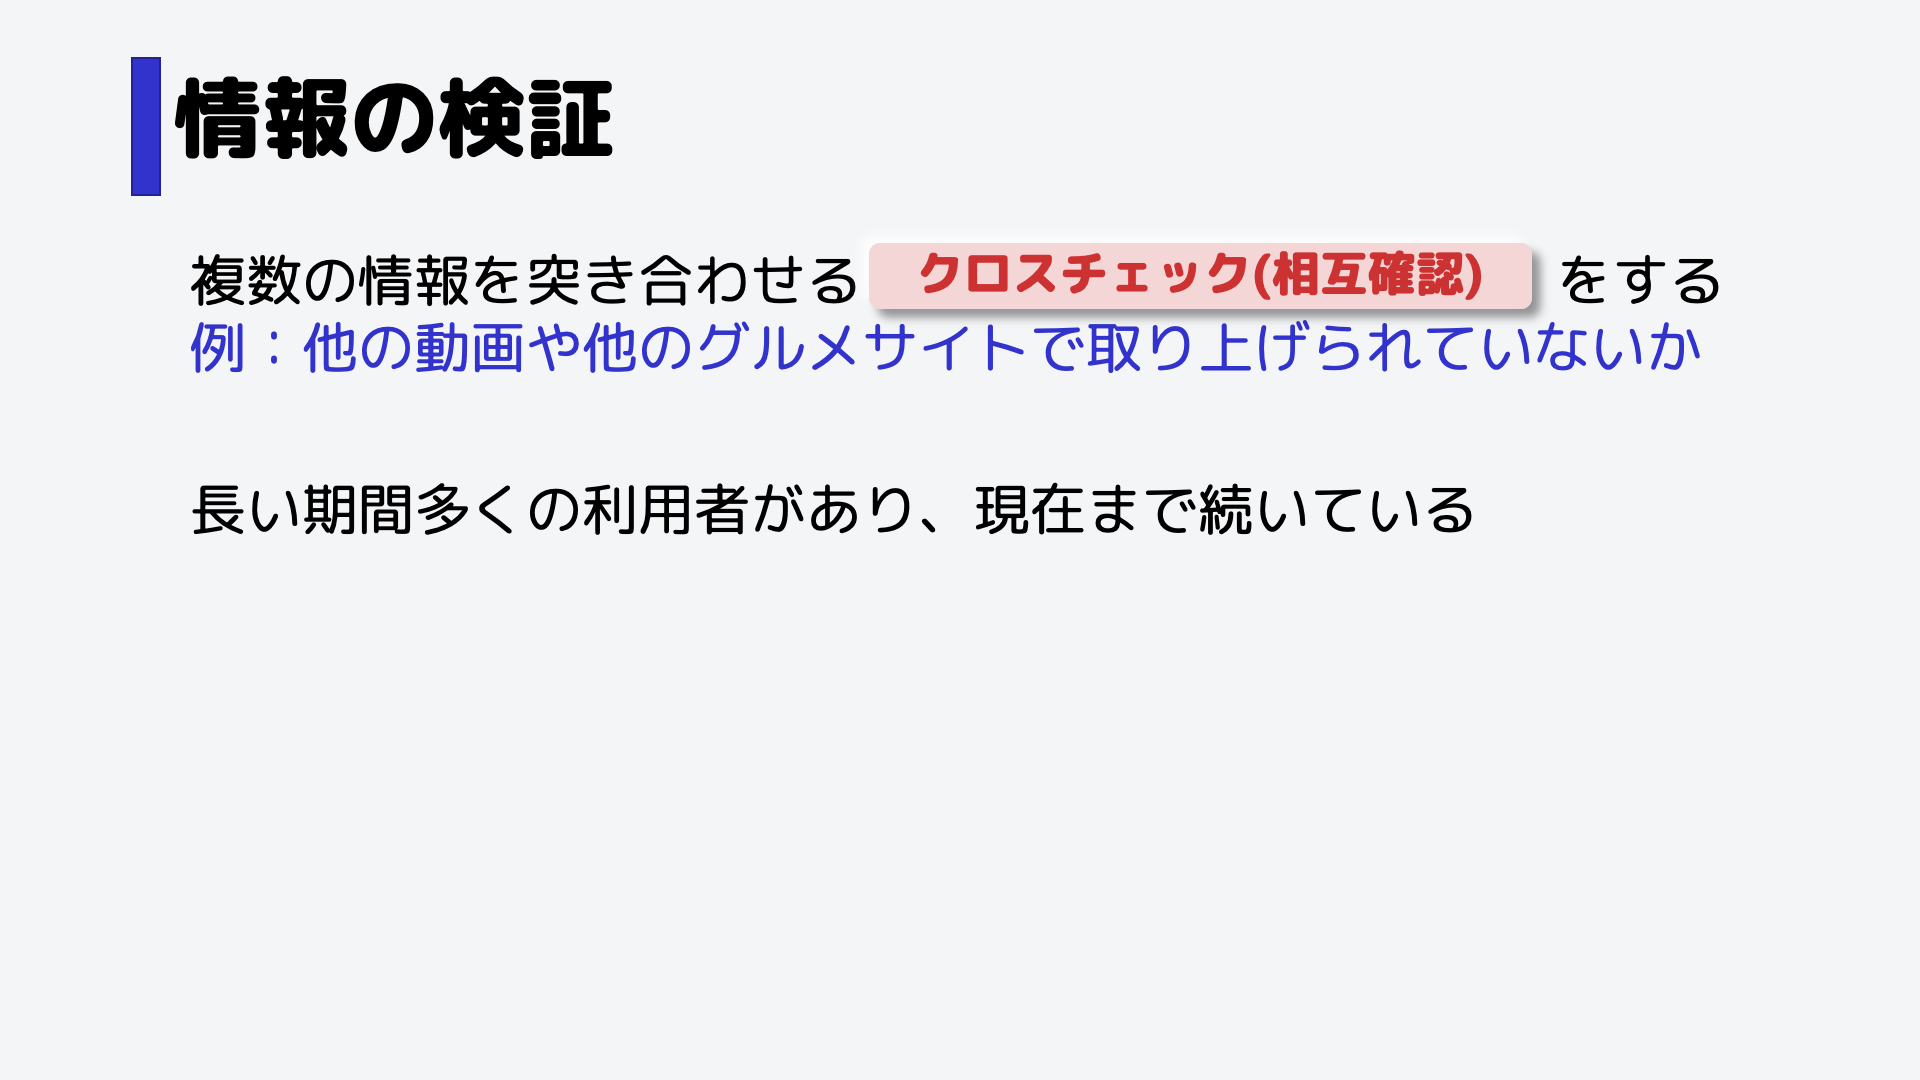 情報の検証
複数の情報を突き合わせる クロスチェック(相互確認) をする
例：他の動画や他のグルメサイトで取り上げられていないか
長い期間多くの利用者があり、現在まで続いている